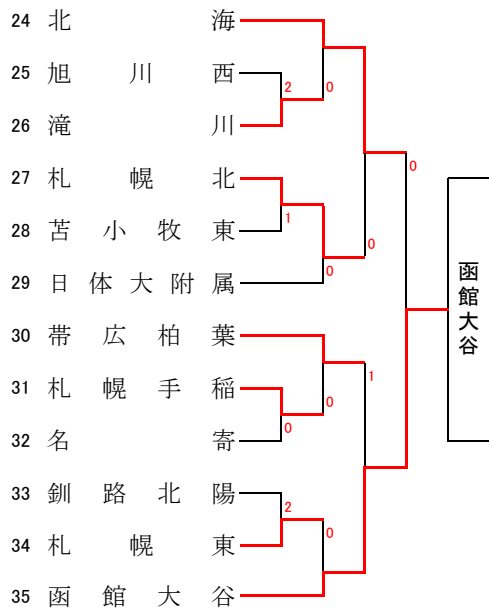 24 北海
25 旭川西
2
0
26 滝川
0
27 札幌北
1
28 苫小牧東
0
0
29 日体大附属
函館大谷
30 帯広柏葉
1
31 札幌手稲
0
0
32 名寄
33 釧路北陽
2
0
34 札幌東
35 函館大谷